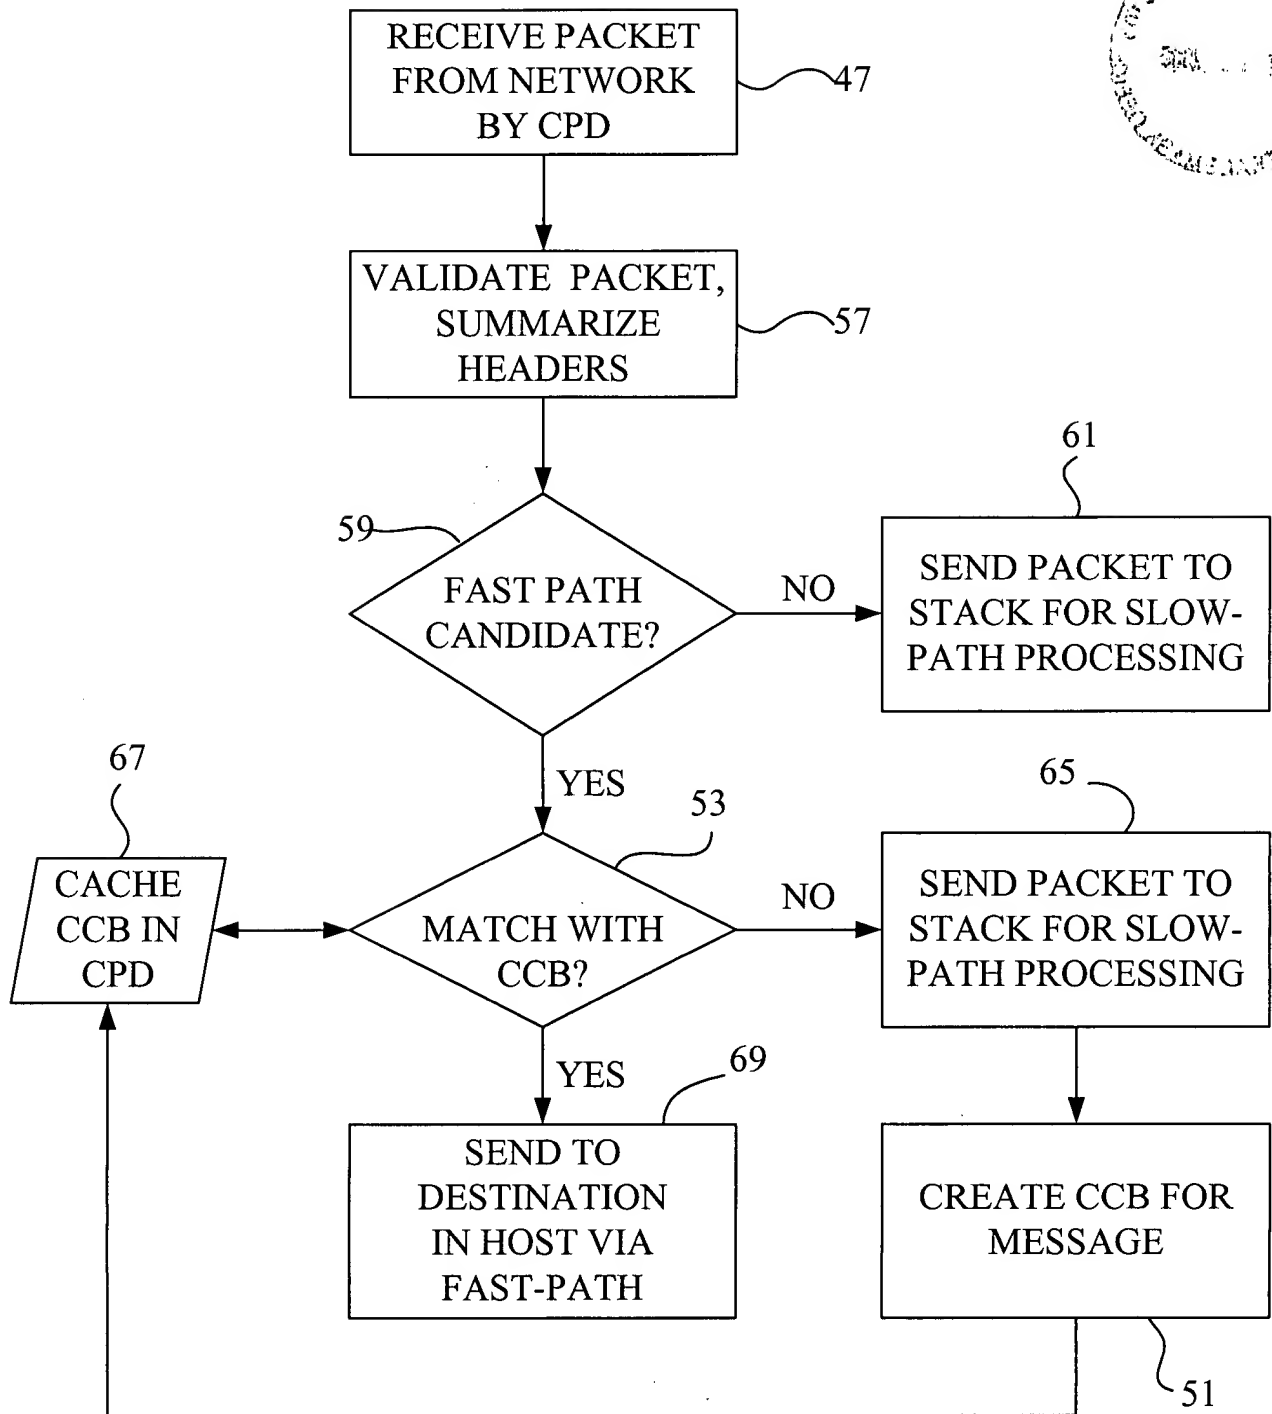 RECEIVE PACKET
FROM NETWORK
BY CPD
47
VALIDATE PACKET,
SUMMARIZE
HEADERS
57
61
59
FAST PATH
CANDIDATE?
NO
SEND PACKET TO
STACK FOR SLOW-
PATH PROCESSING
YES
67
65
53
CACHE
CCB IN
CPD
MATCH WITH
CCB?
NO
SEND PACKET TO
STACK FOR SLOW-
PATH PROCESSING
YES
69
SEND TO
DESTINATION
IN HOST VIA
FAST-PATH
CREATE CCB FOR
MESSAGE
51